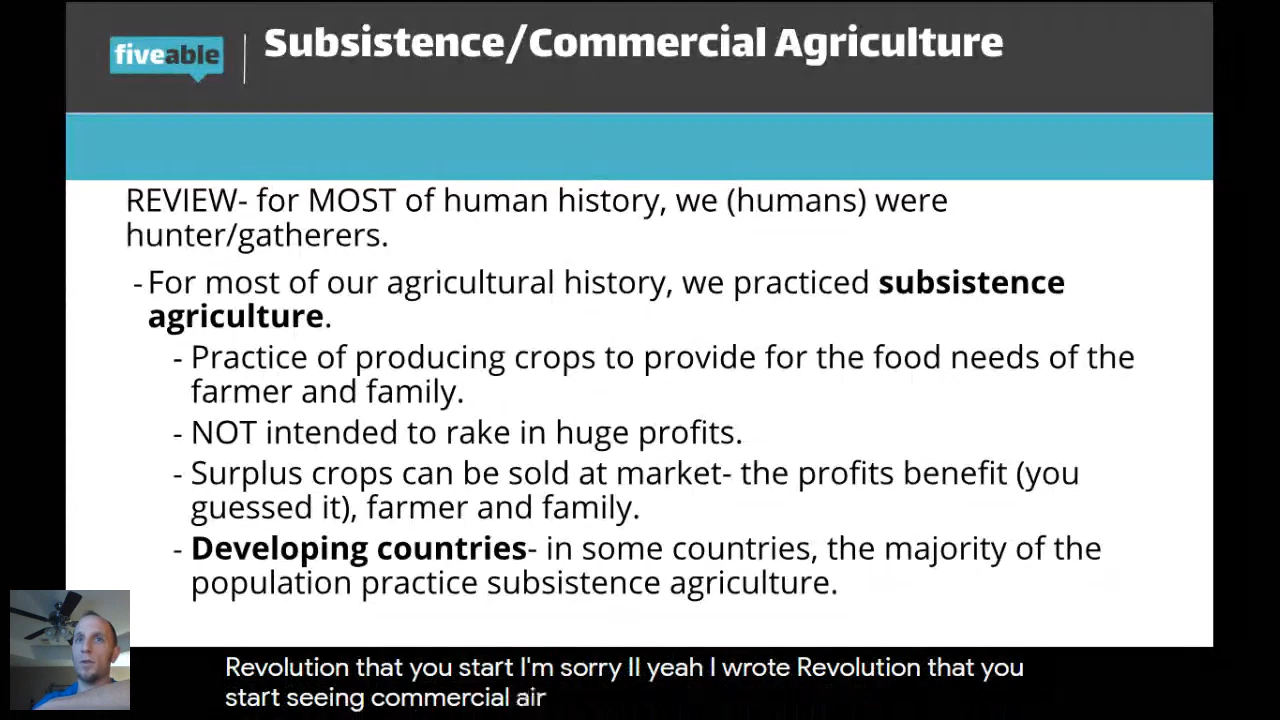 fiveable
Subsistence/Commercial Agriculture
REVIEW- for MOST of human history, we (humans) were
hunter/gatherers.
- For most of our agricultural history, we practiced subsistence
agriculture.
- Practice of producing crops to provide for the food needs of the
farmer and family.
- NOT intended to rake in huge profits.
- Surplus crops can be sold at market- the profits benefit (you
guessed it), farmer and family.
- Developing countries- in some countries, the majority of the
population practice subsistence agriculture.
Revolution that you start I'm sorry II yeah I wrote Revolution that you
start seeing commercial air